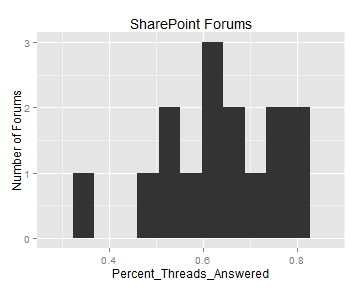 SharePoint Forums
Number of Forums
3
2
1
0
0.4 0.6 0.8
Percent_Threads_Answered